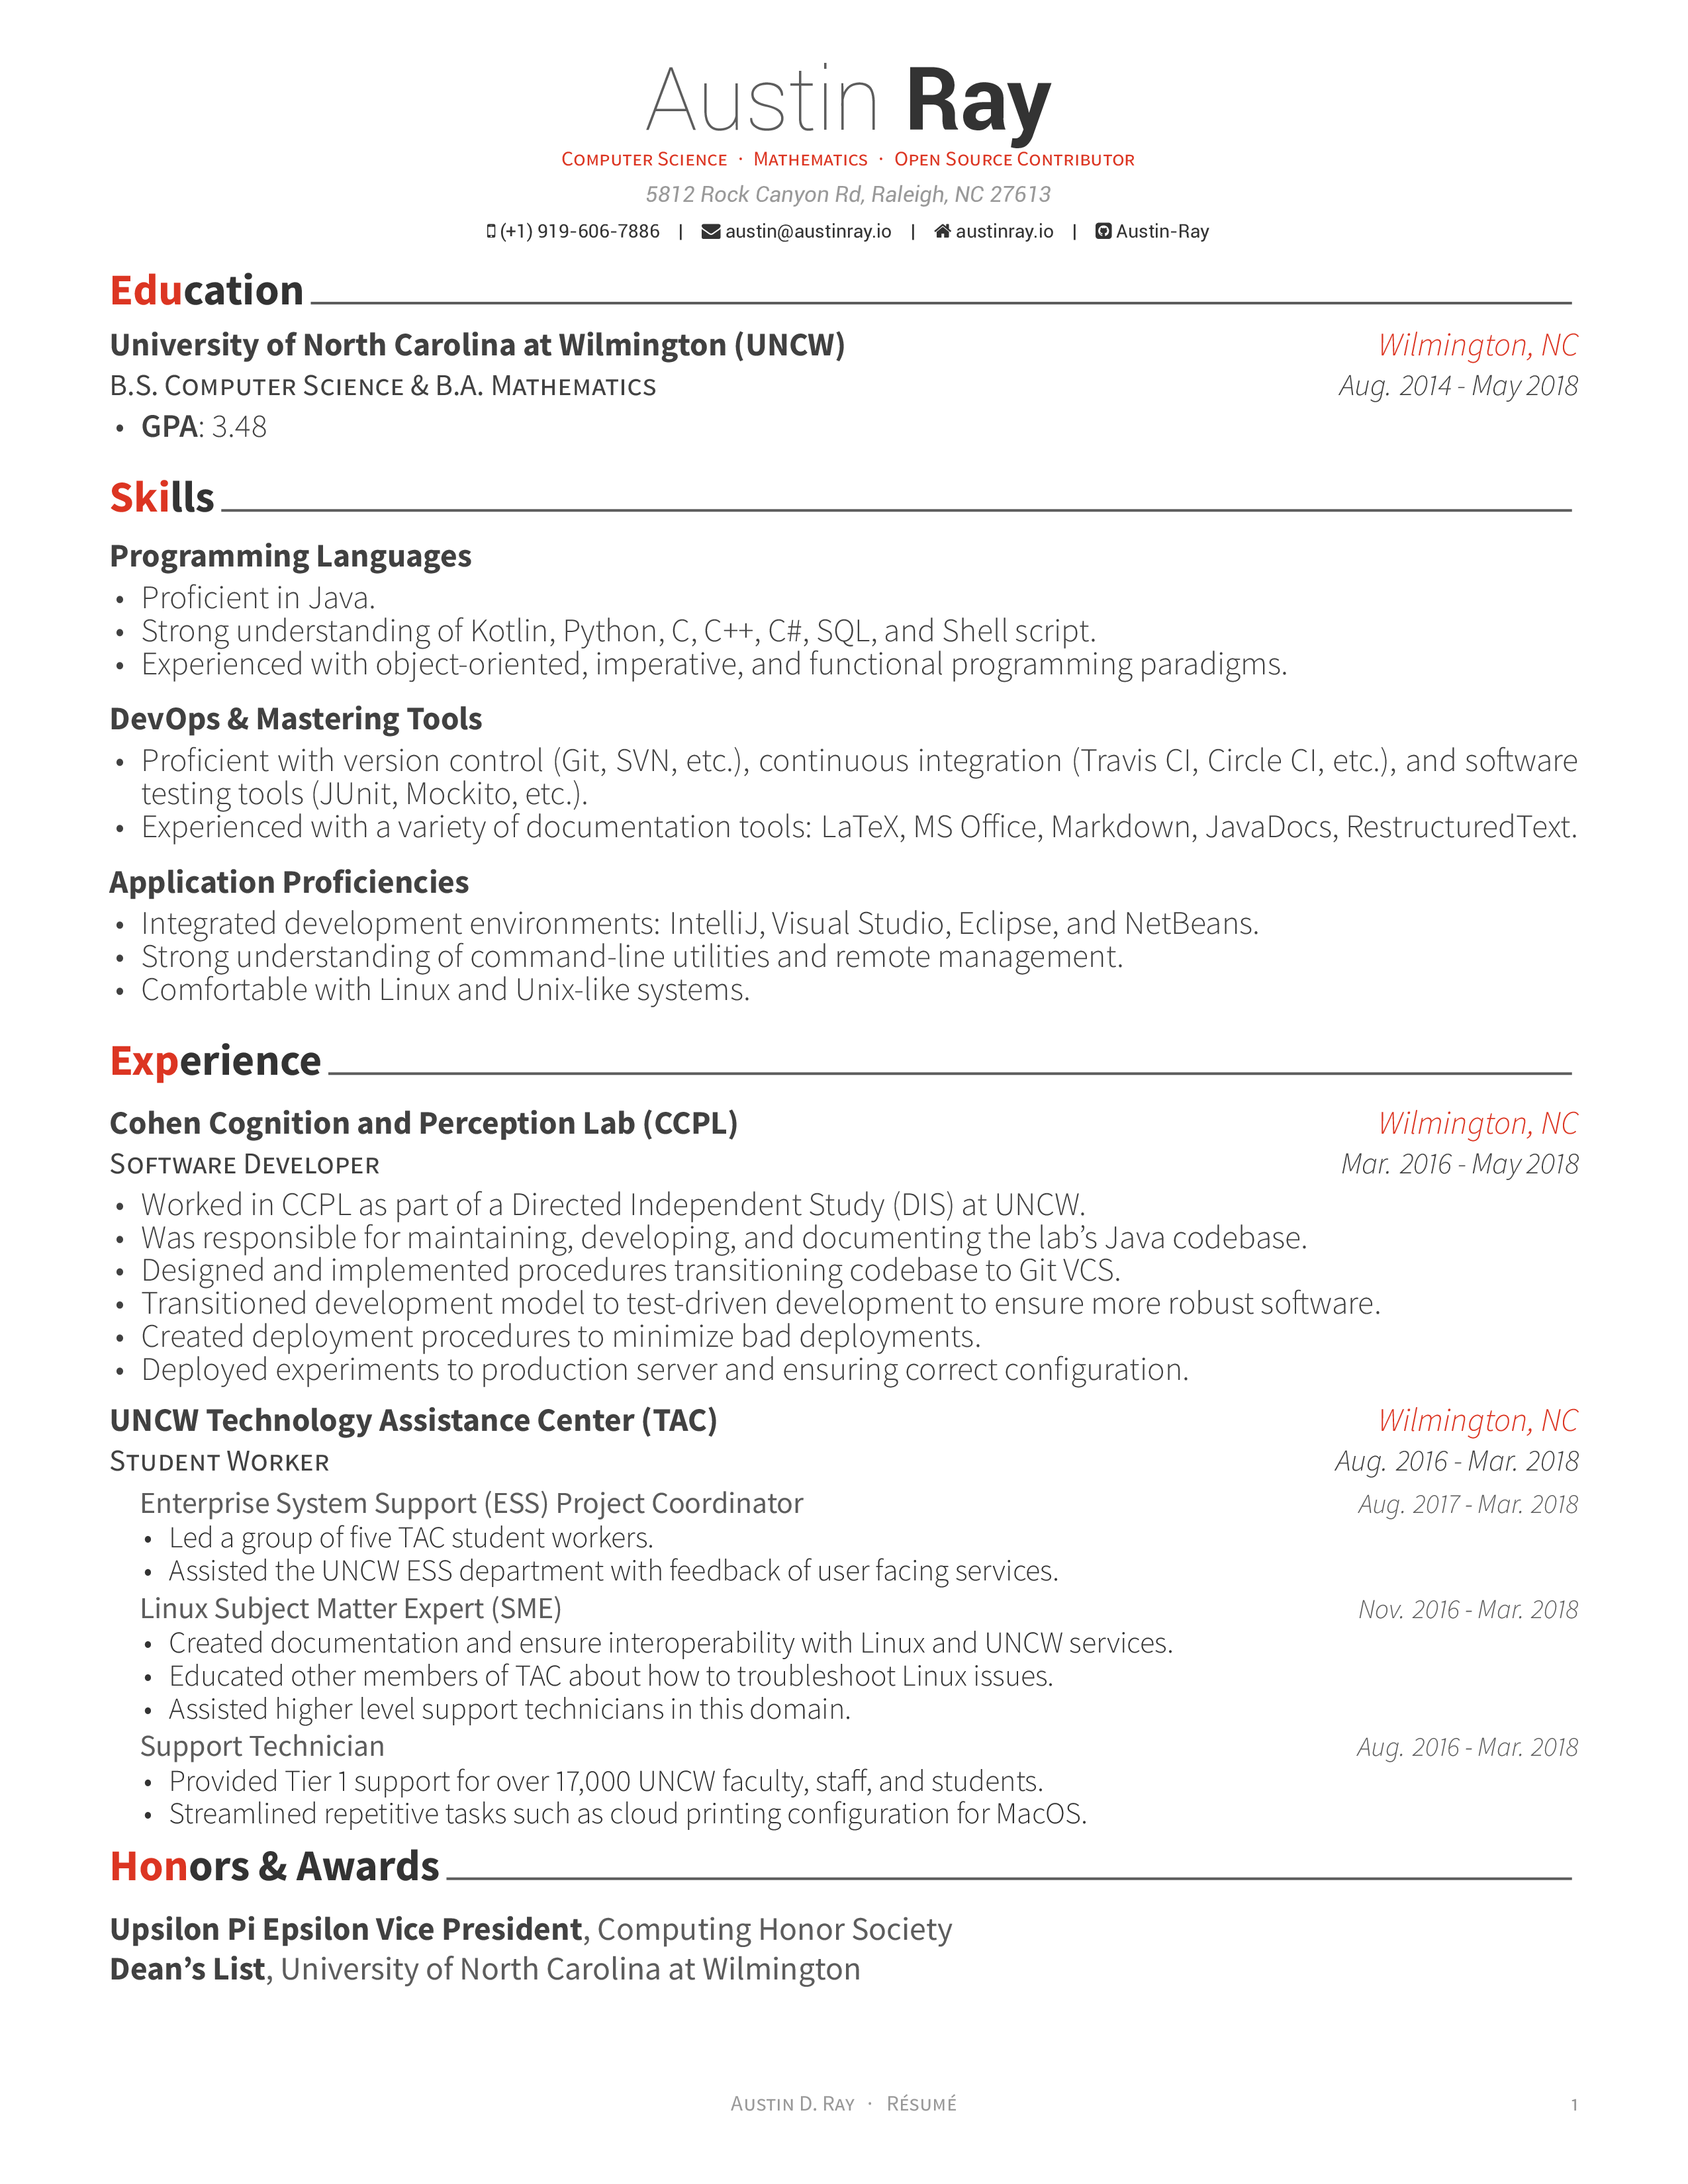 Austin Ray
Computer Science · Mathematics · Open Source Contributor
5812 Rock Canyon Rd, Raleigh, NC 27613
(+1) 919-606-7886 | austin@austinray.io | austinray.io | Austin-Ray
Education
University of North Carolina at Wilmington (UNCW) Wilmington, NC
B.S. Computer Science & B.A. Mathematics Aug. 2014 - May 2018
• GPA: 3.48
Skills
Programming Languages
• Proficient in Java.
• Strong understanding of Kotlin, Python, C, C++, C#, SQL, and Shell script.
• Experienced with object-oriented, imperative, and functional programming paradigms.
DevOps & Mastering Tools
• Proficient with version control (Git, SVN, etc.), continuous integration (Travis CI, Circle CI, etc.), and software
testing tools (JUnit, Mockito, etc.).
• Experienced with a variety of documentation tools: LaTeX, MS Office, Markdown, JavaDocs, RestructuredText.
Application Proficiencies
• Integrated development environments: IntelliJ, Visual Studio, Eclipse, and NetBeans.
• Strong understanding of command-line utilities and remote management.
• Comfortable with Linux and Unix-like systems.
Experience
Cohen Cognition and Perception Lab (CCPL) Wilmington, NC
Software Developer Mar. 2016 - May 2018
• Worked in CCPL as part of a Directed Independent Study (DIS) at UNCW.
• Was responsible for maintaining, developing, and documenting the lab's Java codebase.
• Designed and implemented procedures transitioning codebase to Git VCS.
• Transitioned development model to test-driven development to ensure more robust software.
• Created deployment procedures to minimize bad deployments.
• Deployed experiments to production server and ensuring correct configuration.
UNCW Technology Assistance Center (TAC) Wilmington, NC
Student Worker Aug. 2016 - Mar. 2018
Enterprise System Support (ESS) Project Coordinator Aug. 2017 - Mar. 2018
• Led a group of five TAC student workers.
• Assisted the UNCW ESS department with feedback of user facing services.
Linux Subject Matter Expert (SME) Nov. 2016 - Mar. 2018
• Created documentation and ensure interoperability with Linux and UNCW services.
• Educated other members of TAC about how to troubleshoot Linux issues.
• Assisted higher level support technicians in this domain.
Support Technician Aug. 2016 - Mar. 2018
• Provided Tier 1 support for over 17,000 UNCW faculty, staff, and students.
• Streamlined repetitive tasks such as cloud printing configuration for MacOS.
Honors & Awards
Upsilon Pi Epsilon Vice President, Computing Honor Society
Dean's List, University of North Carolina at Wilmington
Austin D. Ray · Résumé 1